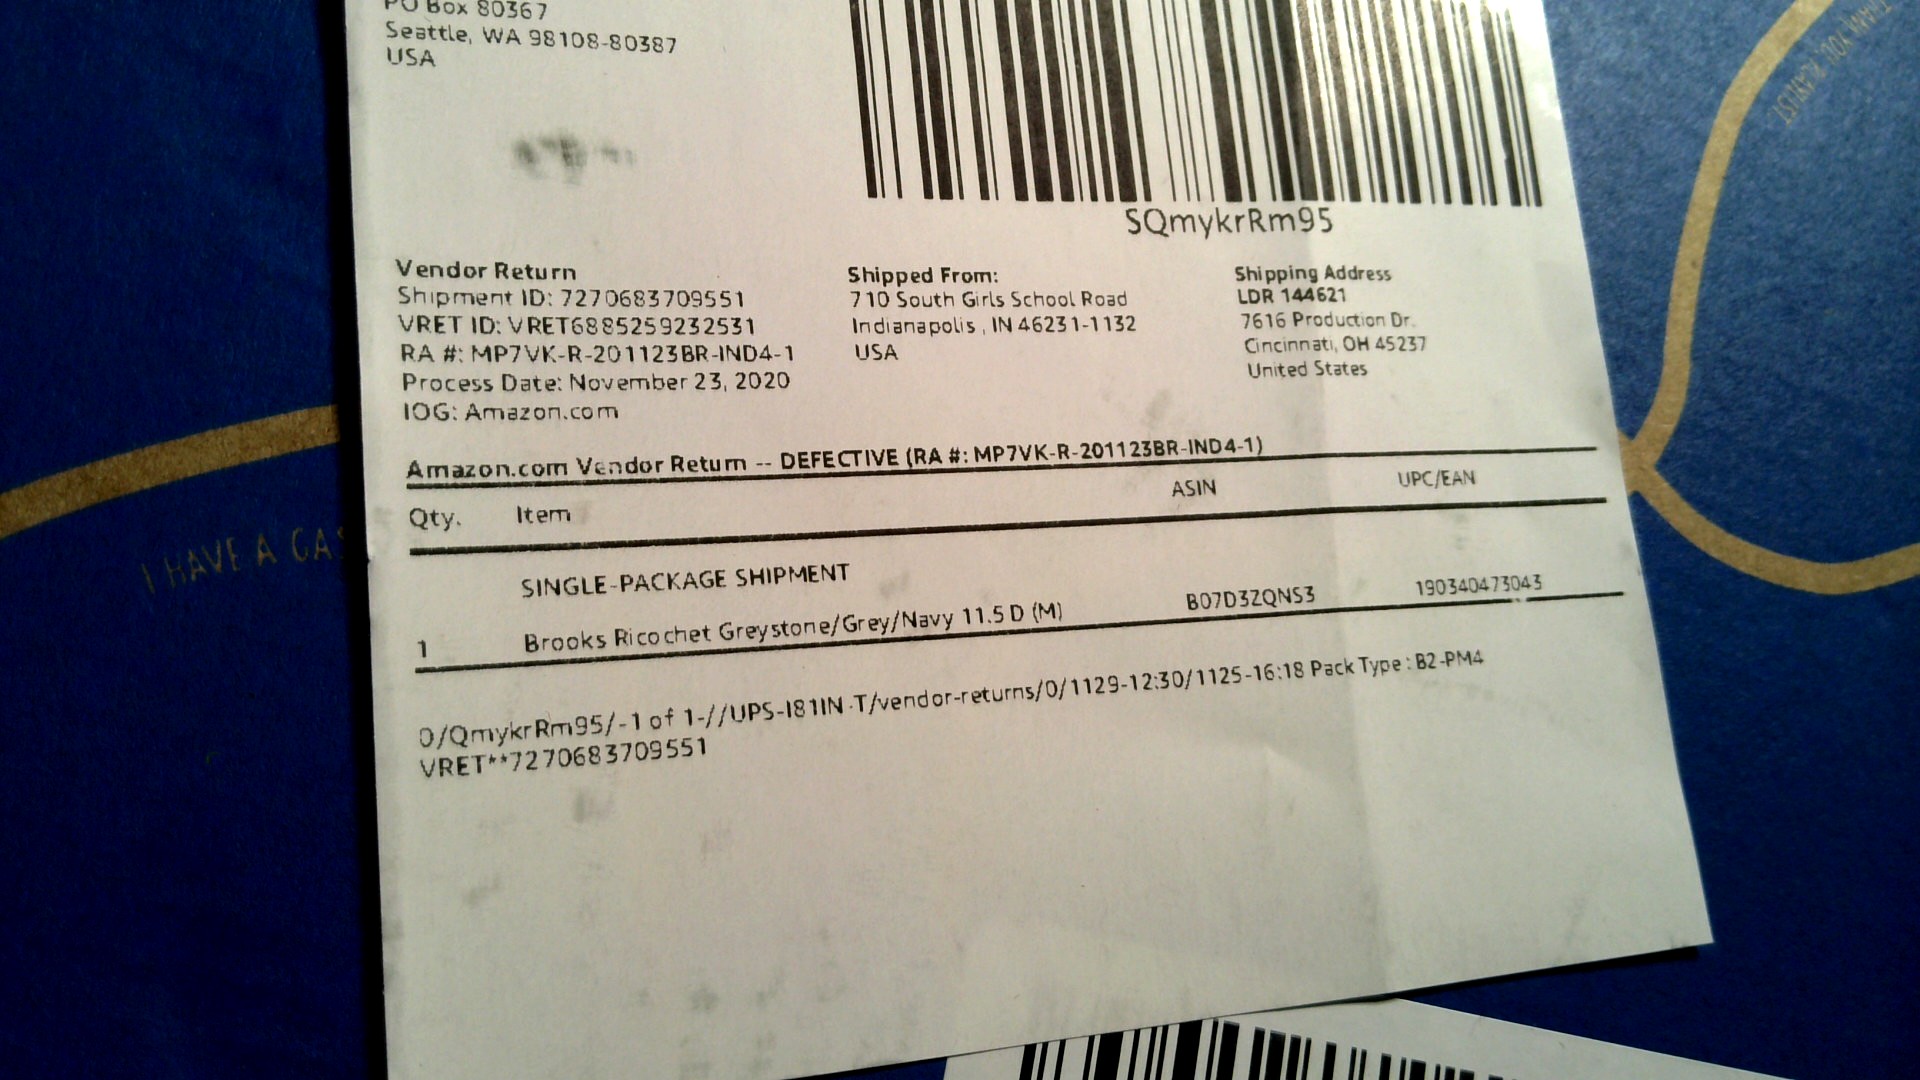 PO Box 80367
Seattle, WA 98108-80387
USA
SQmykrRm95
Vendor Return
Shipment ID: 7270683709551
VRET ID: VRET6885259232531
RA #: MP7VK-R-201123BR-IND4-1
Process Date: November 23, 2020
IOG: Amazon.com
Shipped From:
710 South Girls School Road
Indianapolis , IN 46231-1132
USA
Shipping Address
LDR 144621
7616 Production Dr.
Cincinnati, OH 45237
United States
Amazon.com Vendor Return -- DEFECTIVE (RA #: MP7VK-R-201123BR-IND4-1)
Qty. Item ASIN UPC/EAN
SINGLE-PACKAGE SHIPMENT
1 Brooks Ricochet Greystone/Grey/Navy 11.5 D (M) B07D3ZQNS3 190340473043
0/QmykrRm95/-1 of 1-//UPS-I81IN-T/vendor-returns/0/1129-12:30/1125-16:18 Pack Type : B2-PM4
VRET**7270683709551
I HAVE A
THANK YOU,